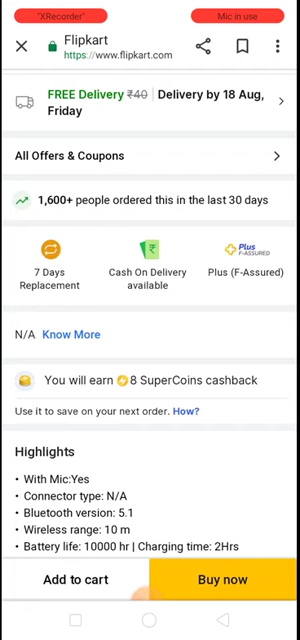 "XRecorder"
Mic in use
Flipkart
https://www.flipkart.com
FREE Delivery ₹40 | Delivery by 18 Aug,
Friday
All Offers & Coupons
1,600+ people ordered this in the last 30 days
7 Days
Replacement
Cash On Delivery
available
Plus
F-ASSURED
Plus (F-Assured)
N/A Know More
You will earn 8 SuperCoins cashback
Use it to save on your next order. How?
Highlights
• With Mic:Yes
• Connector type: N/A
• Bluetooth version: 5.1
• Wireless range: 10 m
• Battery life: 10000 hr | Charging time: 2Hrs
Add to cart
Buy now